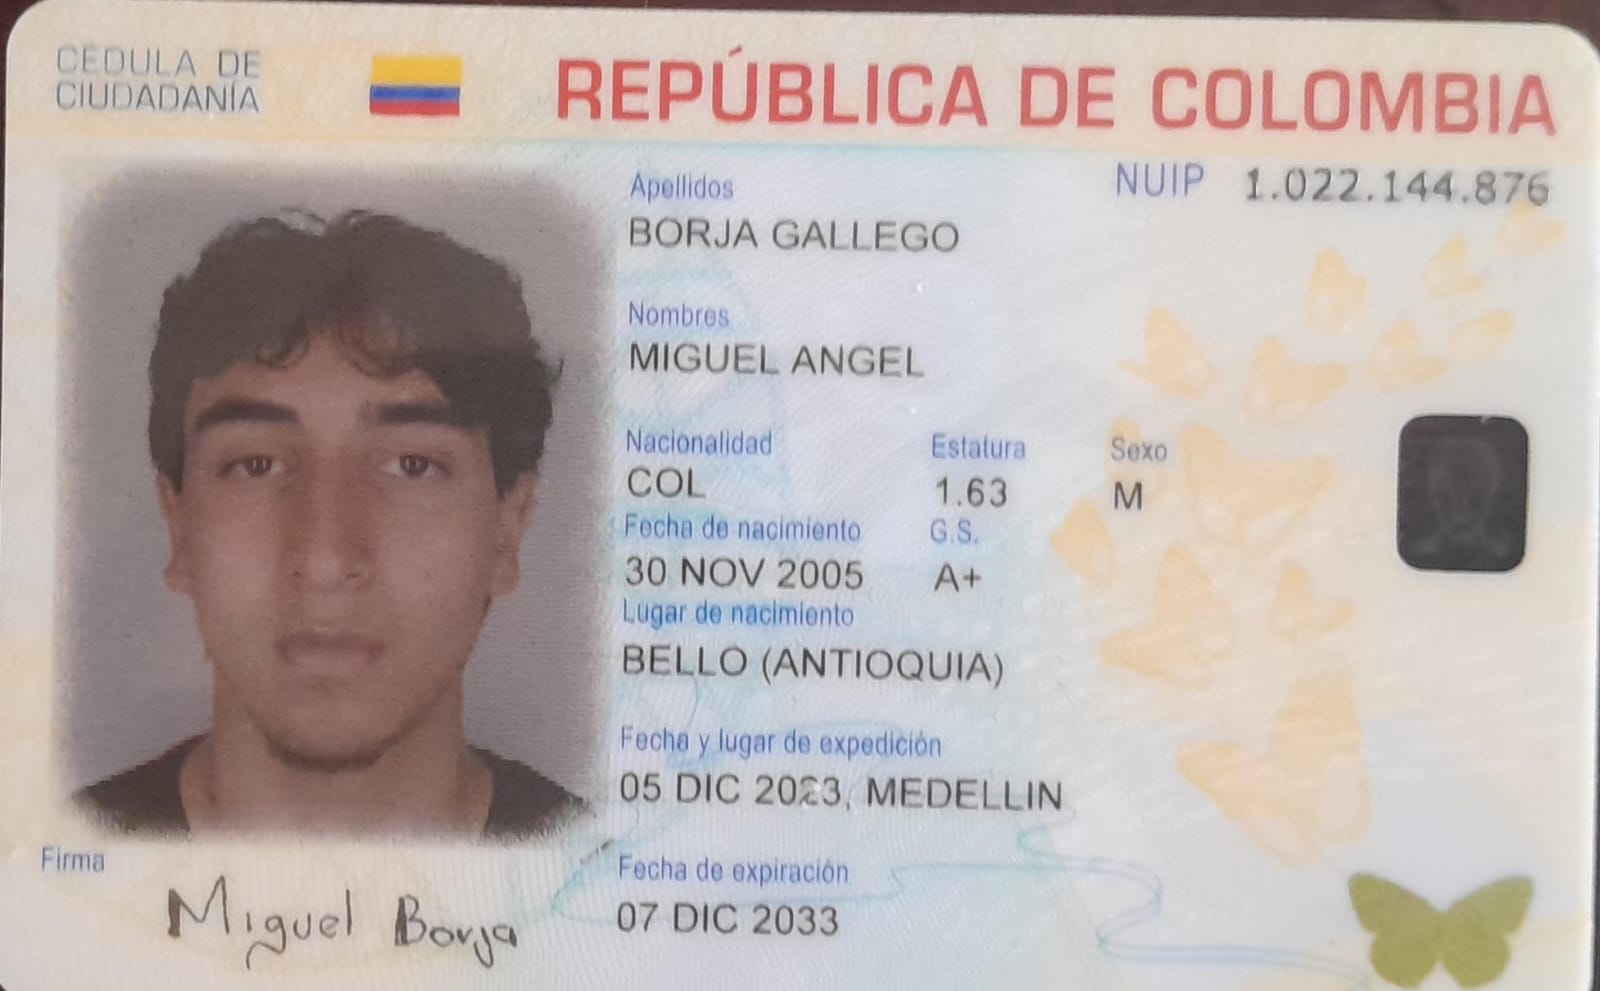 CÉDULA DE
CIUDADANÍA
REPÚBLICA DE COLOMBIA
NUIP 1.022.144.876
Apellidos
BORJA GALLEGO
Nombres
MIGUEL ANGEL
Nacionalidad Estatura Sexo
COL 1.63 M
Fecha de nacimiento G.S.
30 NOV 2005 A+
Lugar de nacimiento
BELLO (ANTIOQUIA)
Fecha y lugar de expedición
05 DIC 2023, MEDELLIN
Fecha de expiración
07 DIC 2033
Firma
Miguel Borja